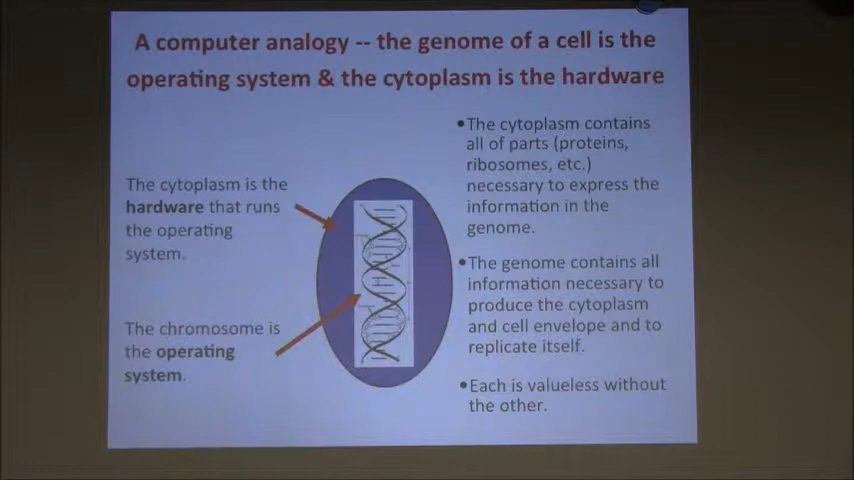 A computer analogy -- the genome of a cell is the
operating system & the cytoplasm is the hardware
The cytoplasm is the
hardware that runs
the operating
system.
The chromosome is
the operating
system.
•The cytoplasm contains
all of parts (proteins,
ribosomes, etc.)
necessary to express the
information in the
genome.
•The genome contains all
information necessary to
produce the cytoplasm
and cell envelope and to
replicate itself.
•Each is valueless without
the other.